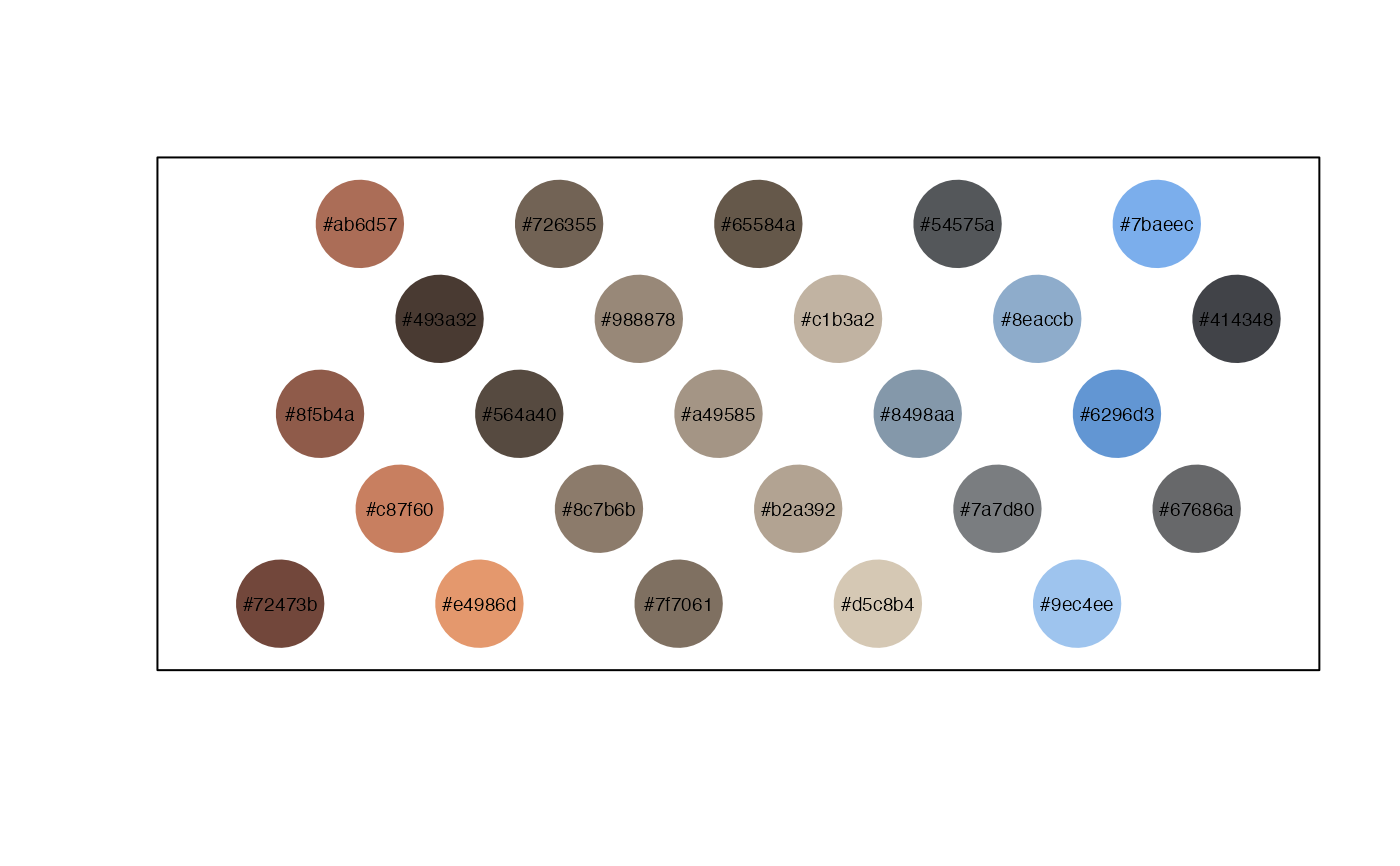 #ab6d57 #726355 #65584a #54575a #7baeec
#493a32 #988878 #c1b3a2 #8eaccb #414348
#8f5b4a #564a40 #a49585 #8498aa #6296d3
#c87f60 #8c7b6b #b2a392 #7a7d80 #67686a
#72473b #e4986d #7f7061 #d5c8b4 #9ec4ee